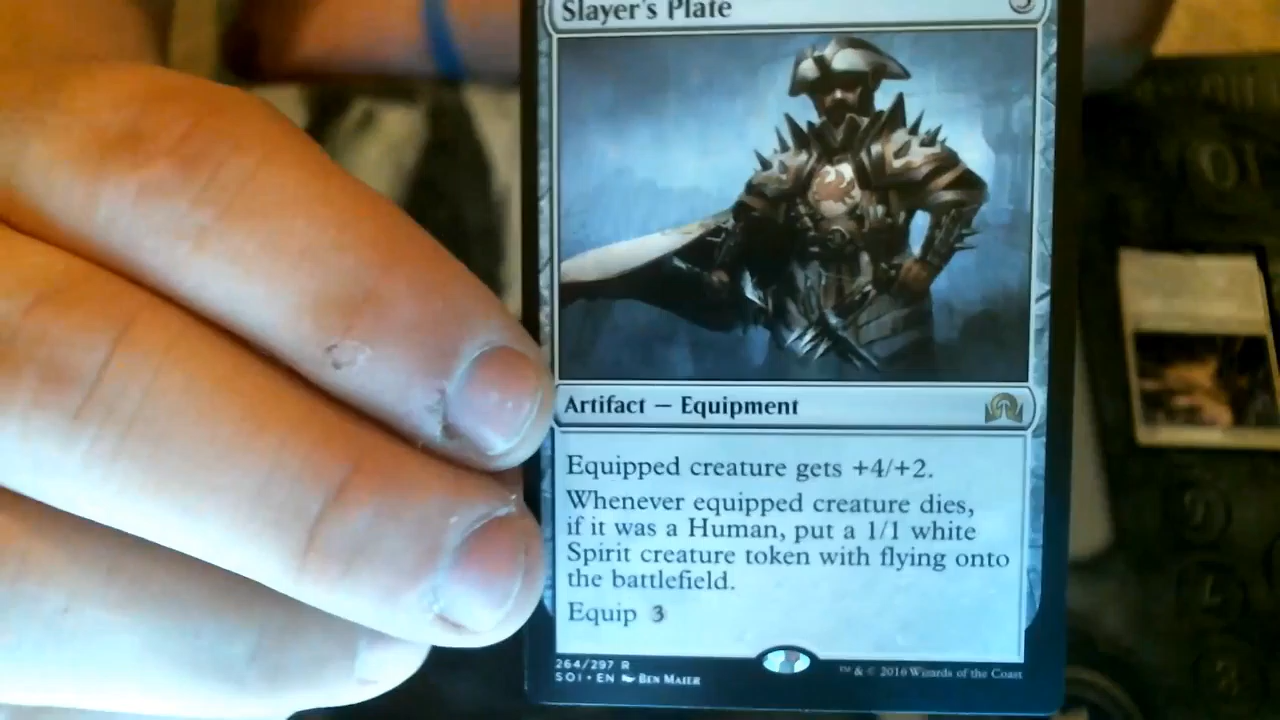 Slayer's Plate 3
Artifact — Equipment
Equipped creature gets +4/+2.
Whenever equipped creature dies,
if it was a Human, put a 1/1 white
Spirit creature token with flying onto
the battlefield.
Equip 3
264/297 R
SOI • EN Ben Maier
™ & © 2016 Wizards of the Coast